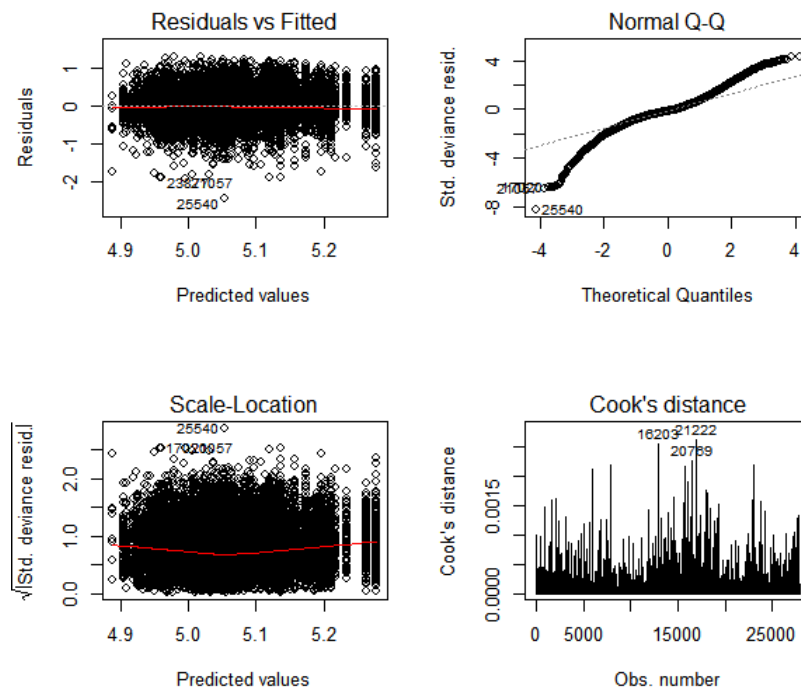 Residuals vs Fitted
Residuals
1
0
-1
-2
25540
4.9 5.0 5.1 5.2
Predicted values
Normal Q-Q
Std. deviance resid.
4
0
-4
-8
25540
-4 -2 0 2 4
Theoretical Quantiles
Scale-Location
√|Std. deviance resid.|
2.0
1.0
0.0
25540
4.9 5.0 5.1 5.2
Predicted values
Cook's distance
Cook's distance
0.0015
0.0000
21222
16203
20769
0 5000 15000 25000
Obs. number